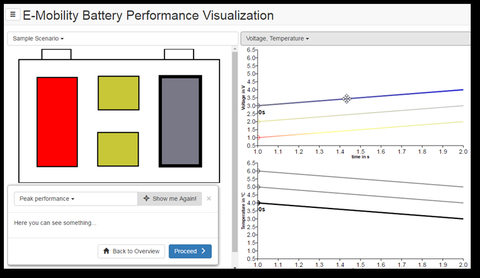 E-Mobility Battery Performance Visualization
Sample Scenario
Voltage, Temperature
6.5
6.0
5.5
5.0
4.5
4.0
3.5
3.0
2.5
2.0
1.5
1.0
0.5
Voltage in V
0s
1.0 1.1 1.2 1.3 1.4 1.5 1.6 1.7 1.8 1.9 2.0
time in s
6.5
6.0
5.5
5.0
4.5
4.0
3.5
3.0
2.5
2.0
1.5
1.0
0.5
Temperature in °C
0s
1.0 1.1 1.2 1.3 1.4 1.5 1.6 1.7 1.8 1.9 2.0
Peak performance
Show me Again!
×
Here you can see something...
Back to Overview
Proceed